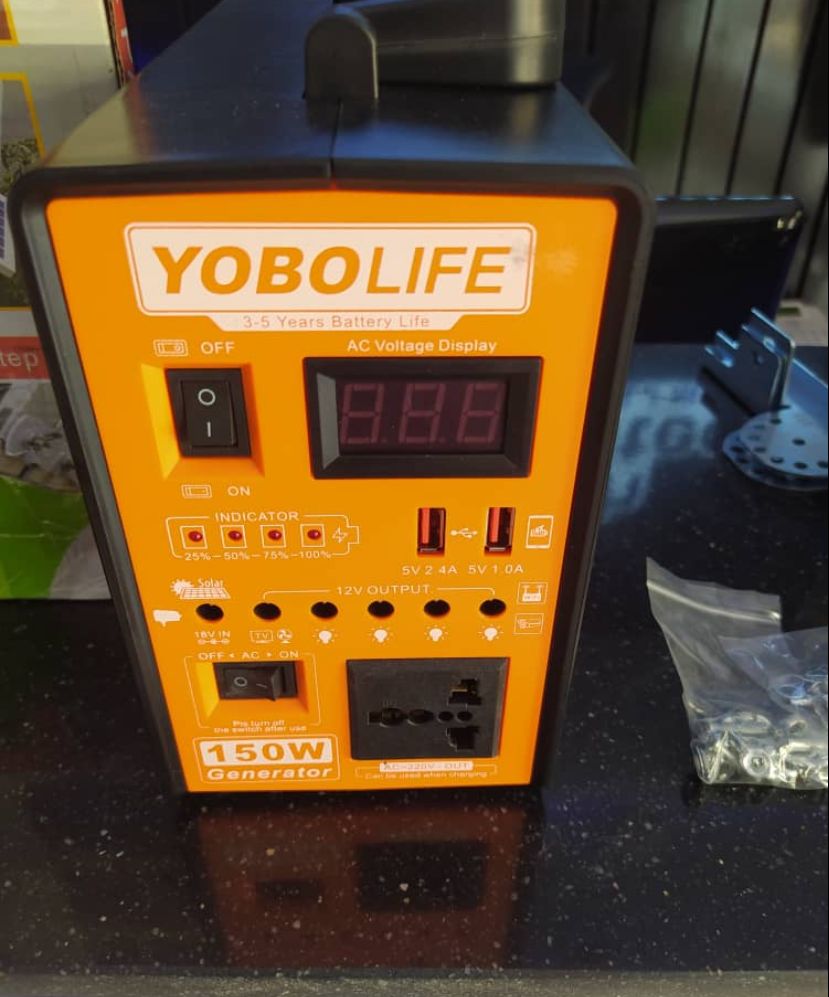 YOBOLIFE
3-5 Years Battery Life
OFF
AC Voltage Display
ON
INDICATOR
25%-50%-75%-100%
5V 2.4A 5V 1.0A
Solar
12V OUTPUT
18V IN
TV
OFF AC ON
Pls turn off
the switch after use
150W
Generator
AC-220V-OUT
Can be used when charging
tep